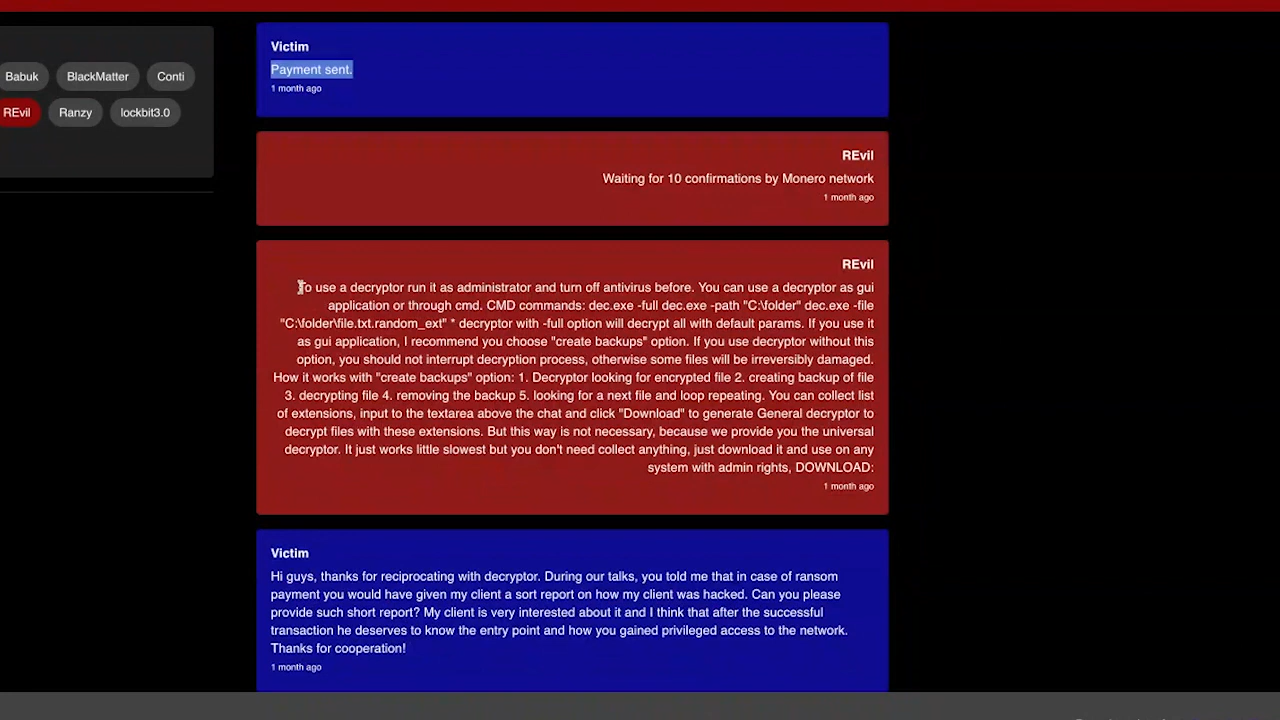 Babuk
BlackMatter
Conti
REvil
Ranzy
lockbit3.0
Victim
Payment sent.
1 month ago
REvil
Waiting for 10 confirmations by Monero network
1 month ago
REvil
To use a decryptor run it as administrator and turn off antivirus before. You can use a decryptor as gui
application or through cmd. CMD commands: dec.exe -full dec.exe -path "C:\folder" dec.exe -file
"C:\folder\file.txt.random_ext" * decryptor with -full option will decrypt all with default params. If you use it
as gui application, I recommend you choose "create backups" option. If you use decryptor without this
option, you should not interrupt decryption process, otherwise some files will be irreversibly damaged.
How it works with "create backups" option: 1. Decryptor looking for encrypted file 2. creating backup of file
3. decrypting file 4. removing the backup 5. looking for a next file and loop repeating. You can collect list
of extensions, input to the textarea above the chat and click "Download" to generate General decryptor to
decrypt files with these extensions. But this way is not necessary, because we provide you the universal
decryptor. It just works little slowest but you don't need collect anything, just download it and use on any
system with admin rights, DOWNLOAD:
1 month ago
Victim
Hi guys, thanks for reciprocating with decryptor. During our talks, you told me that in case of ransom
payment you would have given my client a sort report on how my client was hacked. Can you please
provide such short report? My client is very interested about it and I think that after the successful
transaction he deserves to know the entry point and how you gained privileged access to the network.
Thanks for cooperation!
1 month ago